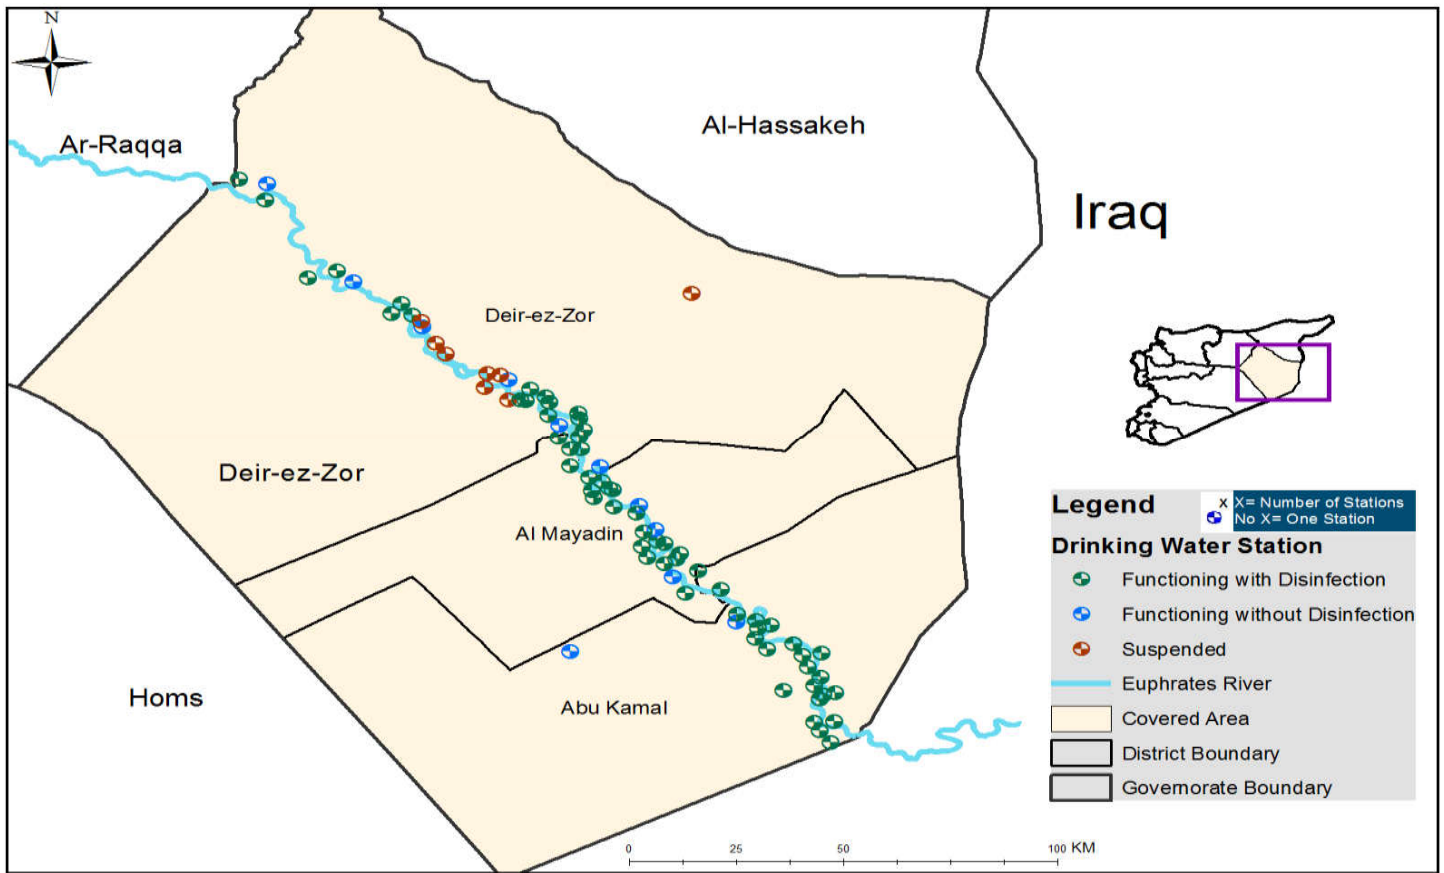 N
Ar-Raqqa
Al-Hassakeh
Iraq
Deir-ez-Zor
Deir-ez-Zor
Al Mayadin
Homs
Abu Kamal
Legend
X X= Number of Stations
No X= One Station
Drinking Water Station
Functioning with Disinfection
Functioning without Disinfection
Suspended
Euphrates River
Covered Area
District Boundary
Governorate Boundary
0 25 50 100 KM